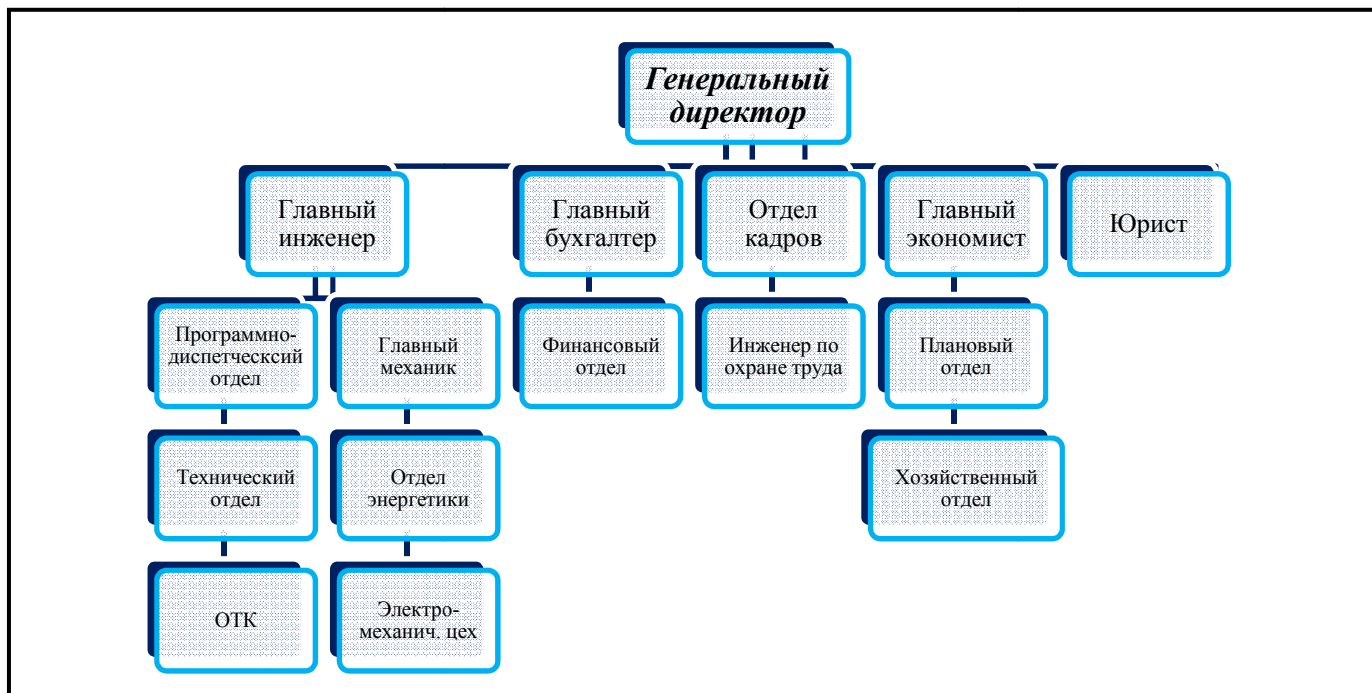 Генеральный
директор
Главный
инженер
Главный
бухгалтер
Отдел
кадров
Главный
экономист
Юрист
Программно-
диспетческсий
отдел
Главный
механик
Финансовый
отдел
Инженер по
охране труда
Плановый
отдел
Технический
отдел
Отдел
энергетики
Хозяйственный
отдел
ОТК
Электро-
механич. цех